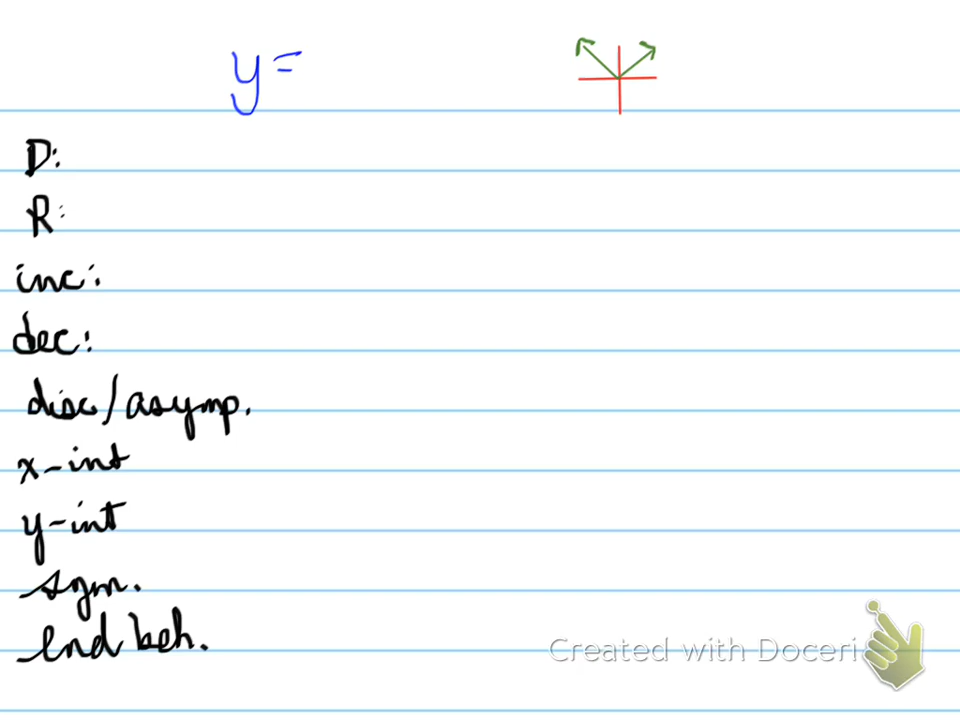 y =
D:
R:
inc:
dec:
disc/asymp.
x-int
y-int
sym.
end beh.
Created with Doceri